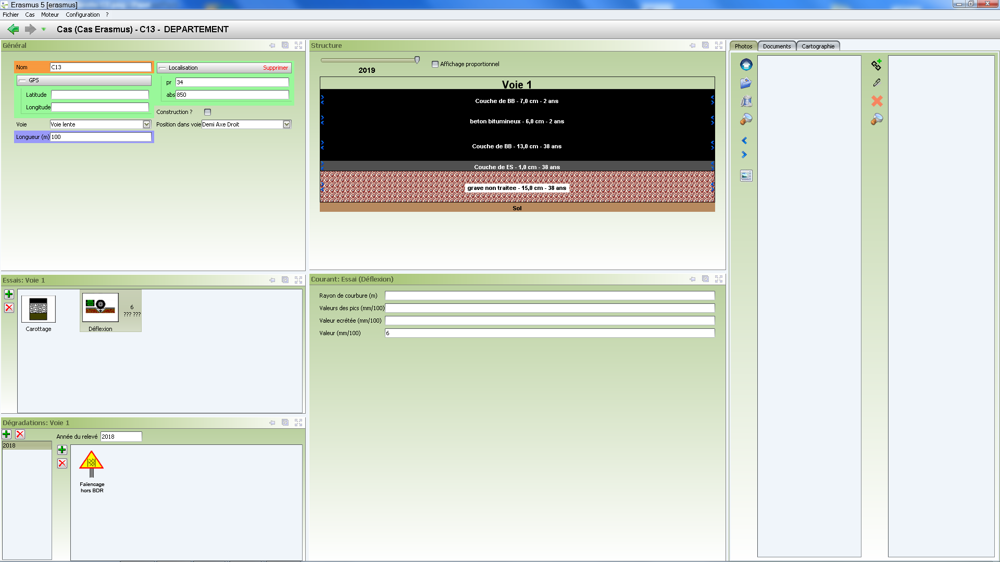 Erasmus 5 [erasmus]
Fichier Cas Moteur Configuration ?
Cas (Cas Erasmus) - C13 - DEPARTEMENT
Général
Nom C13
GPS
Latitude
Longitude
Voie Voie lente
Longueur (m) 100
Localisation Supprimer
pr 34
abs 850
Construction ?
Position dans voie Demi Axe Droit
Structure
2019
Affichage proportionnel
Voie 1
Couche de BB - 7,0 cm - 2 ans
beton bitumineux - 6,0 cm - 2 ans
Couche de BB - 13,0 cm - 38 ans
Couche de ES - 1,0 cm - 38 ans
grave non traitee - 15,0 cm - 38 ans
Sol
Photos Documents Cartographie
Essais: Voie 1
Carottage
6
??? ???
Déflexion
Courant: Essai (Déflexion)
Rayon de courbure (m)
Valeurs des pics (mm/100)
Valeur ecrétée (mm/100)
Valeur (mm/100) 6
Dégradations: Voie 1
Année du relevé 2018
2018
Faïencage
hors BDR